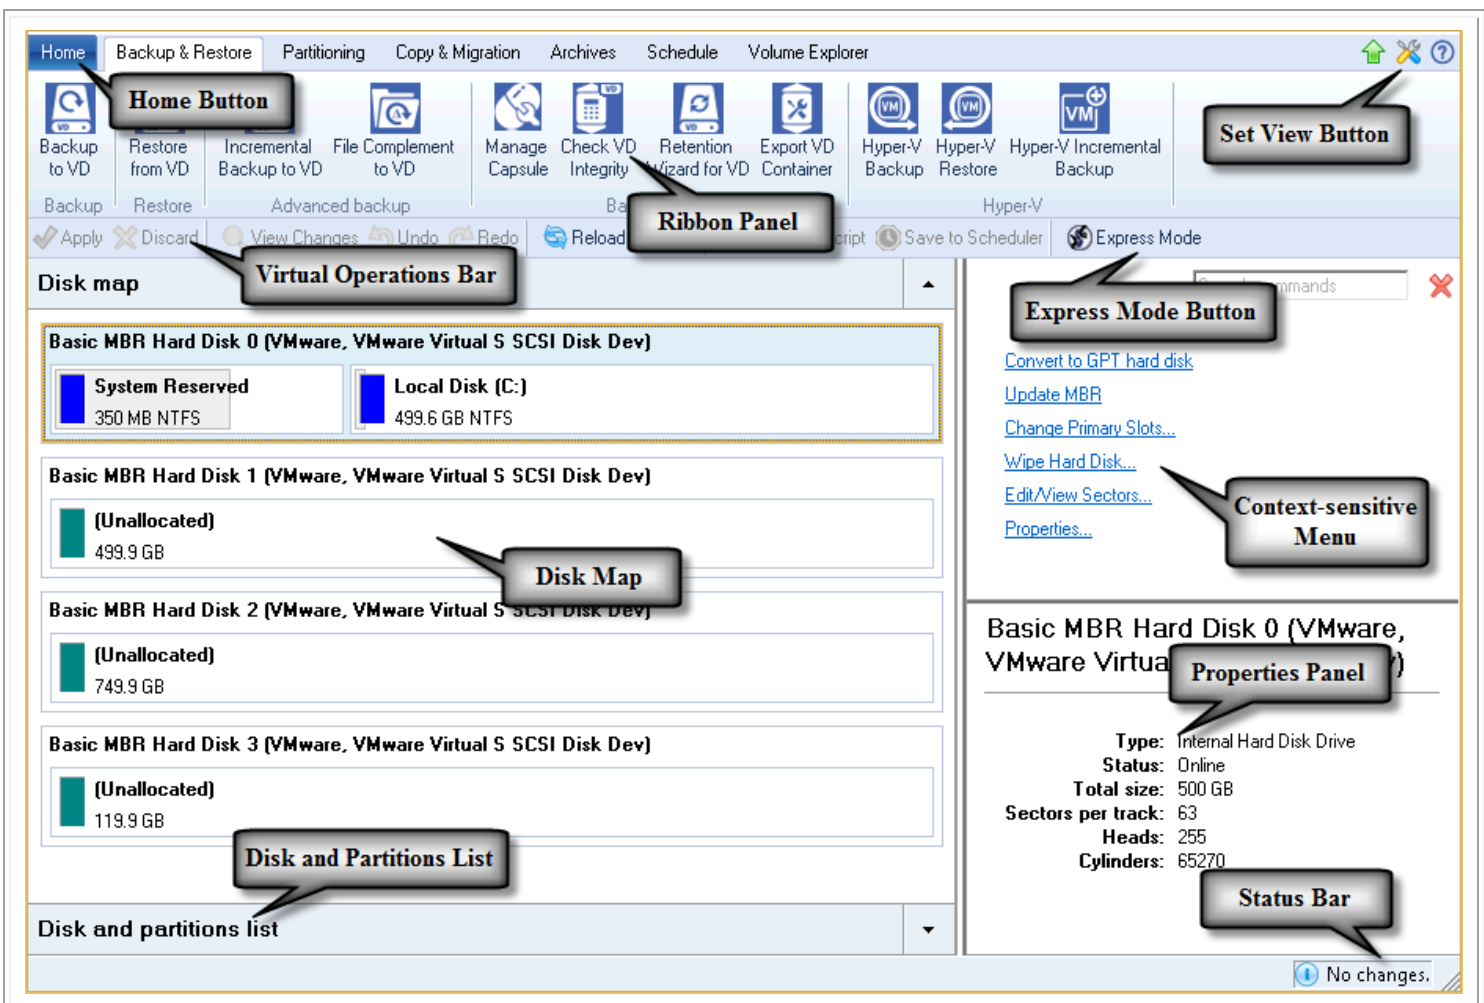 Home Backup & Restore Partitioning Copy & Migration Archives Schedule Volume Explorer
Home Button
Set View Button
Backup to VD
Restore from VD
Incremental Backup to VD
File Complement to VD
Manage Capsule
Check VD Integrity
Retention Wizard for VD
Export VD Container
Hyper-V Backup
Hyper-V Restore
Hyper-V Incremental Backup
Backup Restore Advanced backup Hyper-V
Ribbon Panel
Apply Discard View Changes Undo Redo Reload Save to Scheduler Express Mode
Virtual Operations Bar
Disk map
Express Mode Button
Basic MBR Hard Disk 0 (VMware, VMware Virtual S SCSI Disk Dev)
System Reserved
350 MB NTFS
Local Disk (C:)
499.6 GB NTFS
Basic MBR Hard Disk 1 (VMware, VMware Virtual S SCSI Disk Dev)
(Unallocated)
499.9 GB
Disk Map
Basic MBR Hard Disk 2 (VMware, VMware Virtual S SCSI Disk Dev)
(Unallocated)
749.9 GB
Basic MBR Hard Disk 3 (VMware, VMware Virtual S SCSI Disk Dev)
(Unallocated)
119.9 GB
Disk and Partitions List
Disk and partitions list
Convert to GPT hard disk
Update MBR
Change Primary Slots...
Wipe Hard Disk...
Edit/View Sectors...
Properties...
Context-sensitive
Menu
Basic MBR Hard Disk 0 (VMware,
VMware
Properties Panel
Type: Internal Hard Disk Drive
Status: Online
Total size: 500 GB
Sectors per track: 63
Heads: 255
Cylinders: 65270
Status Bar
No changes.